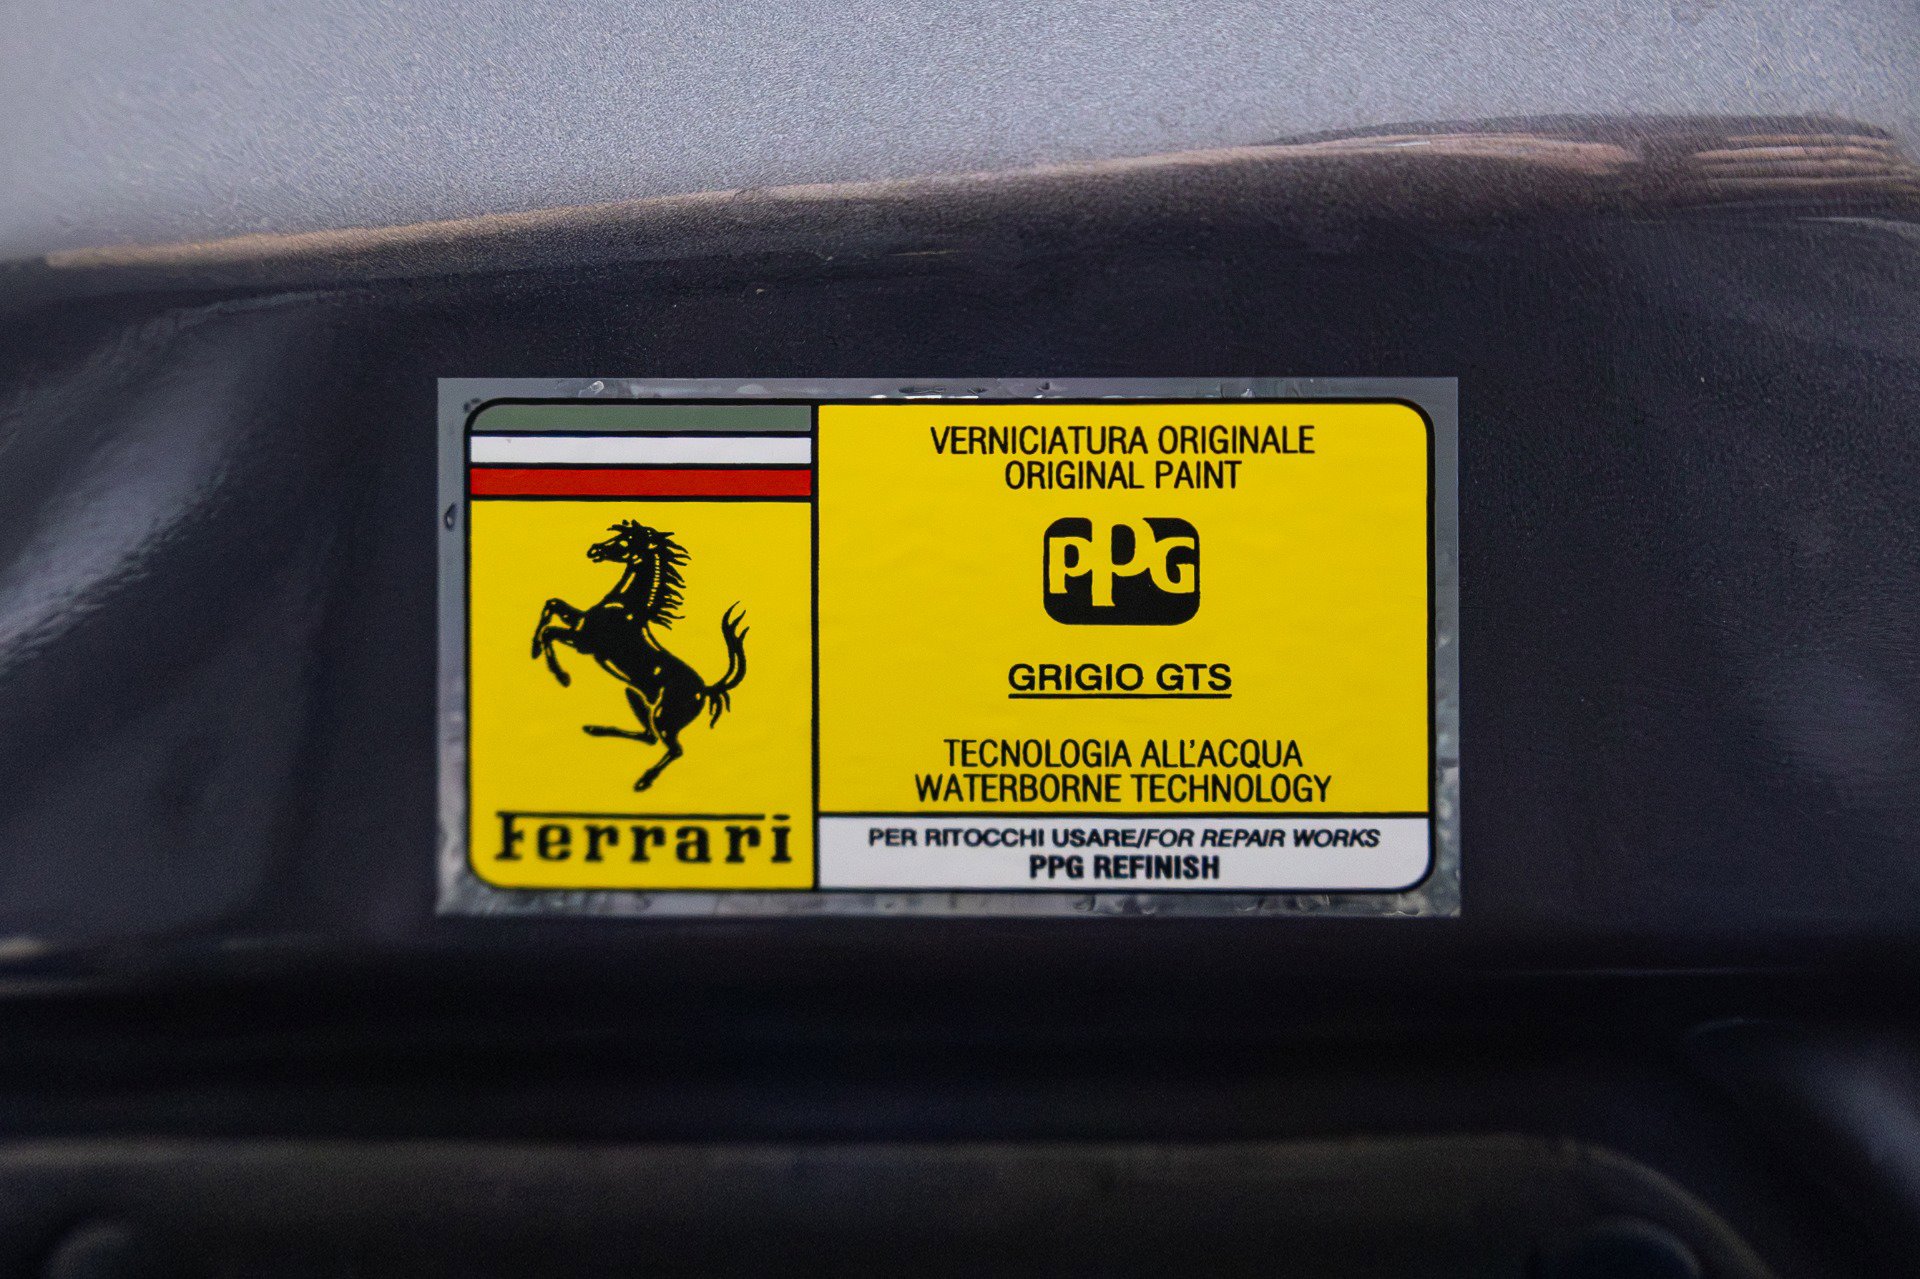 Ferrari
VERNICIATURA ORIGINALE
ORIGINAL PAINT
PPG
GRIGIO GTS
TECNOLOGIA ALL'ACQUA
WATERBORNE TECHNOLOGY
PER RITOCCHI USARE/FOR REPAIR WORKS
PPG REFINISH